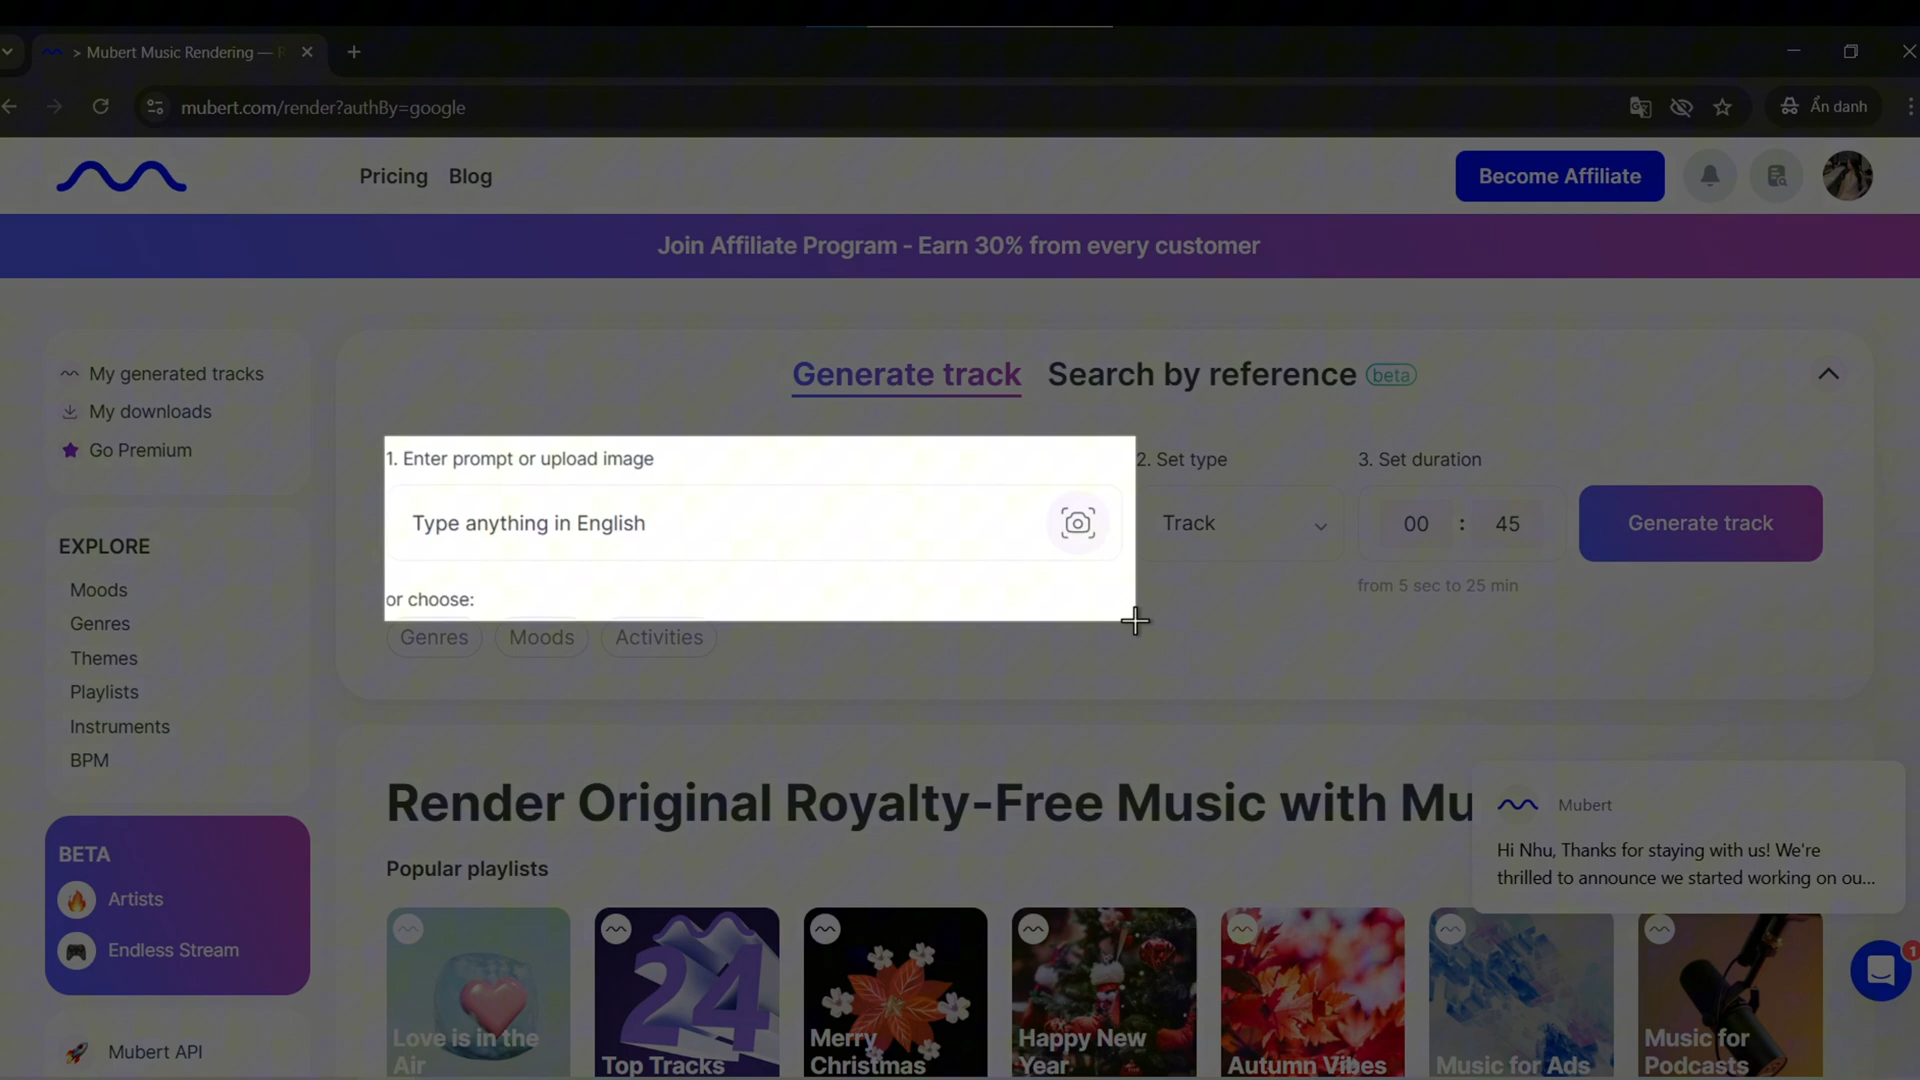 > Mubert Music Rendering — R
mubert.com/render?authBy=google
Ẩn danh
Pricing
Blog
Become Affiliate
Join Affiliate Program - Earn 30% from every customer
My generated tracks
My downloads
Go Premium
EXPLORE
Moods
Genres
Themes
Playlists
Instruments
BPM
BETA
Artists
Endless Stream
Mubert API
Generate track
Search by reference beta
1. Enter prompt or upload image
Type anything in English
or choose:
Genres
Moods
Activities
2. Set type
Track
3. Set duration
00 : 45
from 5 sec to 25 min
Generate track
Render Original Royalty-Free Music with Mu
Popular playlists
Love is in the
Air
24
Top Tracks
Merry
Christmas
Happy New
Year
Autumn Vibes
Music for Ads
Music for
Podcasts
Mubert
Hi Nhu, Thanks for staying with us! We're
thrilled to announce we started working on ou...
1